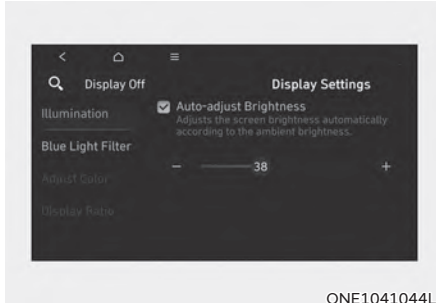 Display Off
Display Settings
Illumination
Auto-adjust Brightness
Adjusts the screen brightness automatically
according to the ambient brightness.
Blue Light Filter
− 38 +
Adjust Color
Display Ratio
ONE1041044L